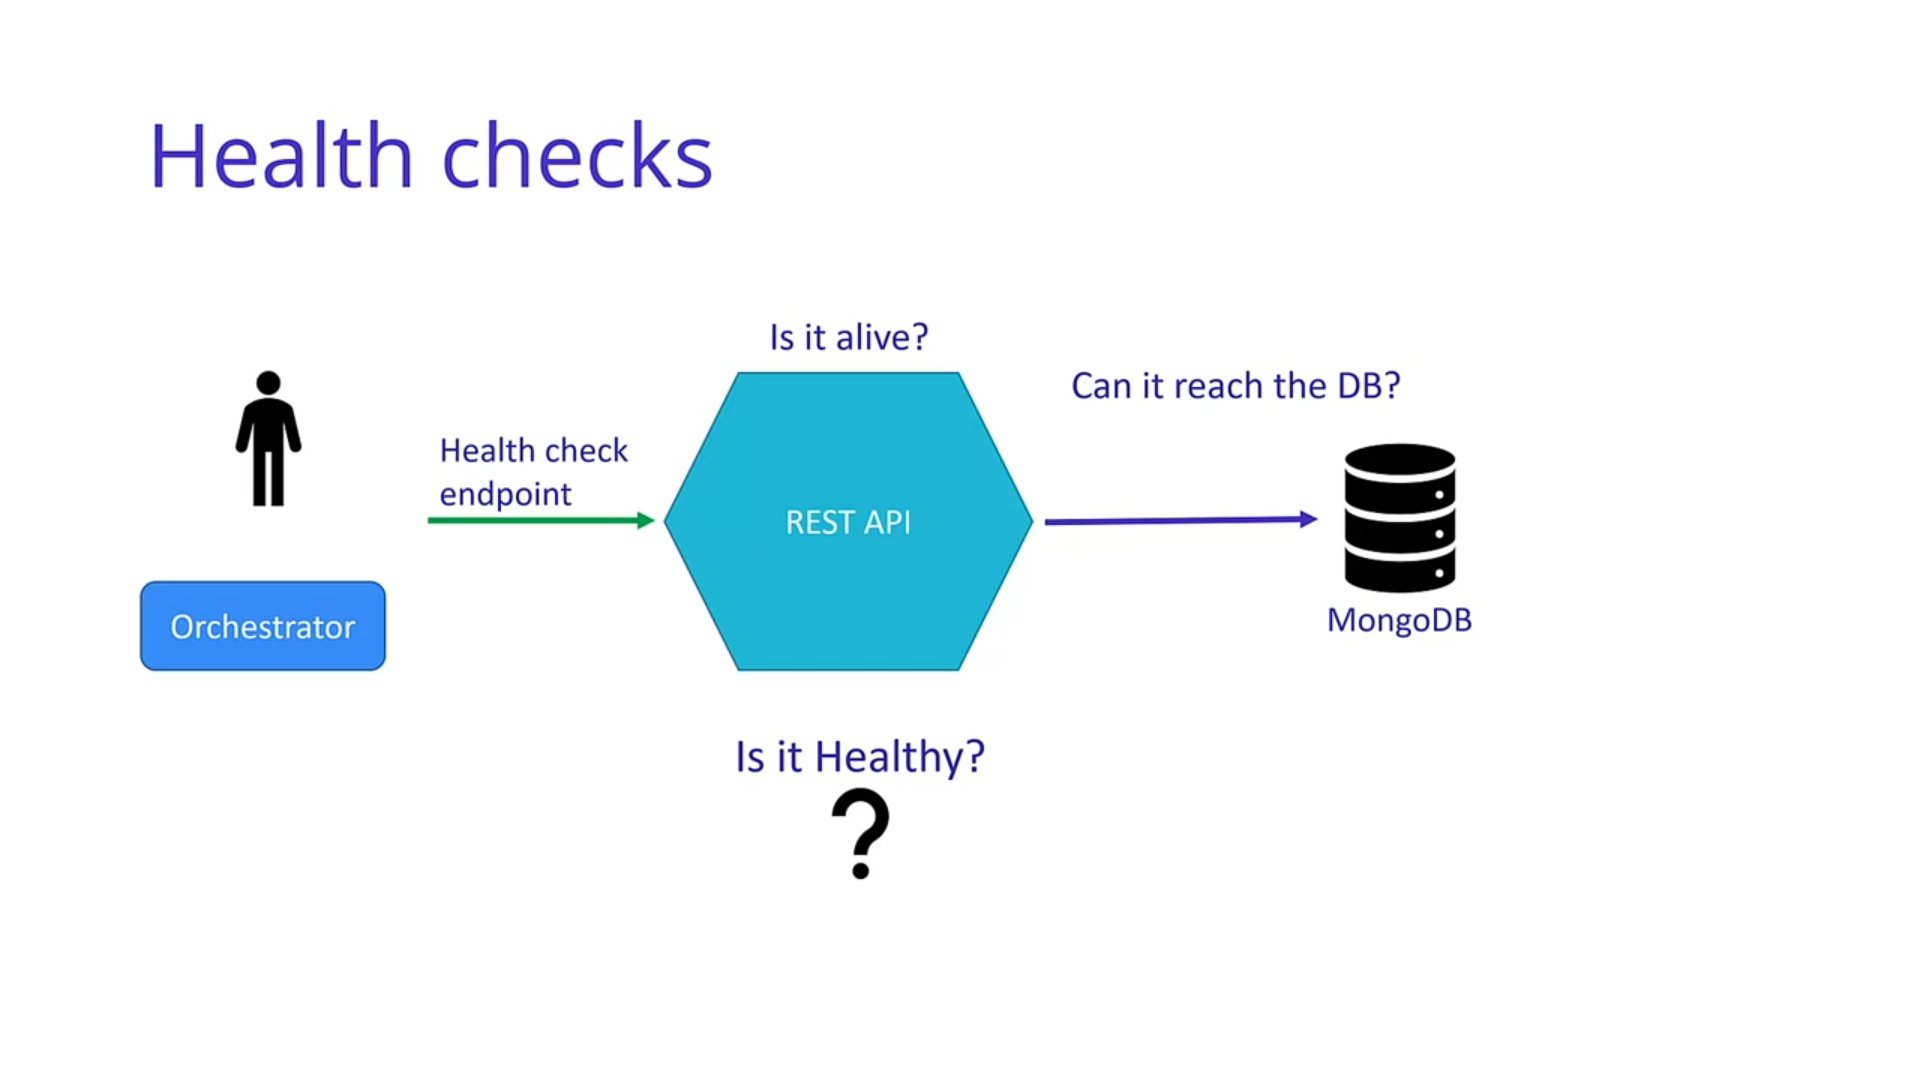 Health checks
Is it alive?
Can it reach the DB?
Health check
endpoint
REST API
Orchestrator
MongoDB
Is it Healthy?
?